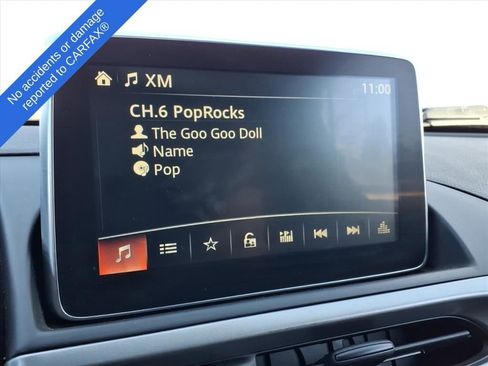 No accidents or damage
reported to CARFAX®
XM
11:00
CH.6 PopRocks
The Goo Goo Doll
Name
Pop